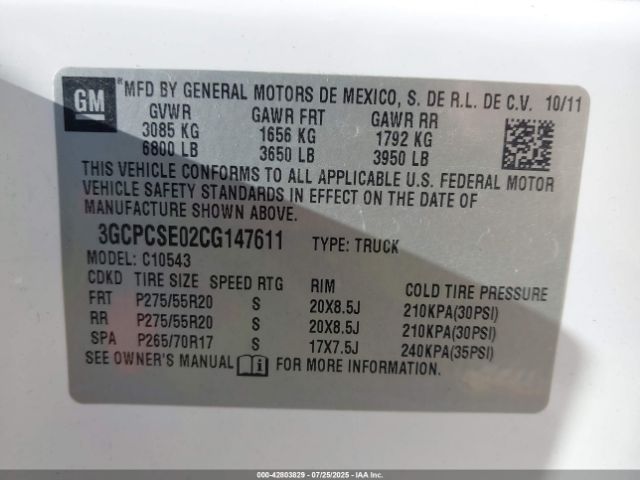 GM ® MFD BY GENERAL MOTORS DE MEXICO, S. DE R.L. DE C.V. 10/11
GVWR GAWR FRT GAWR RR
3085 KG 1656 KG 1792 KG
6800 LB 3650 LB 3950 LB
THIS VEHICLE CONFORMS TO ALL APPLICABLE U.S. FEDERAL MOTOR
VEHICLE SAFETY STANDARDS IN EFFECT ON THE DATE OF
MANUFACTURE SHOWN ABOVE.
3GCPCSE02CG147611 TYPE: TRUCK
MODEL: C10543
CDKD TIRE SIZE SPEED RTG RIM COLD TIRE PRESSURE
FRT P275/55R20 S 20X8.5J 210KPA(30PSI)
RR P275/55R20 S 20X8.5J 210KPA(30PSI)
SPA P265/70R17 S 17X7.5J 240KPA(35PSI)
SEE OWNER'S MANUAL FOR MORE INFORMATION.
000-42803829 - 07/25/2025 - IAAI.COM